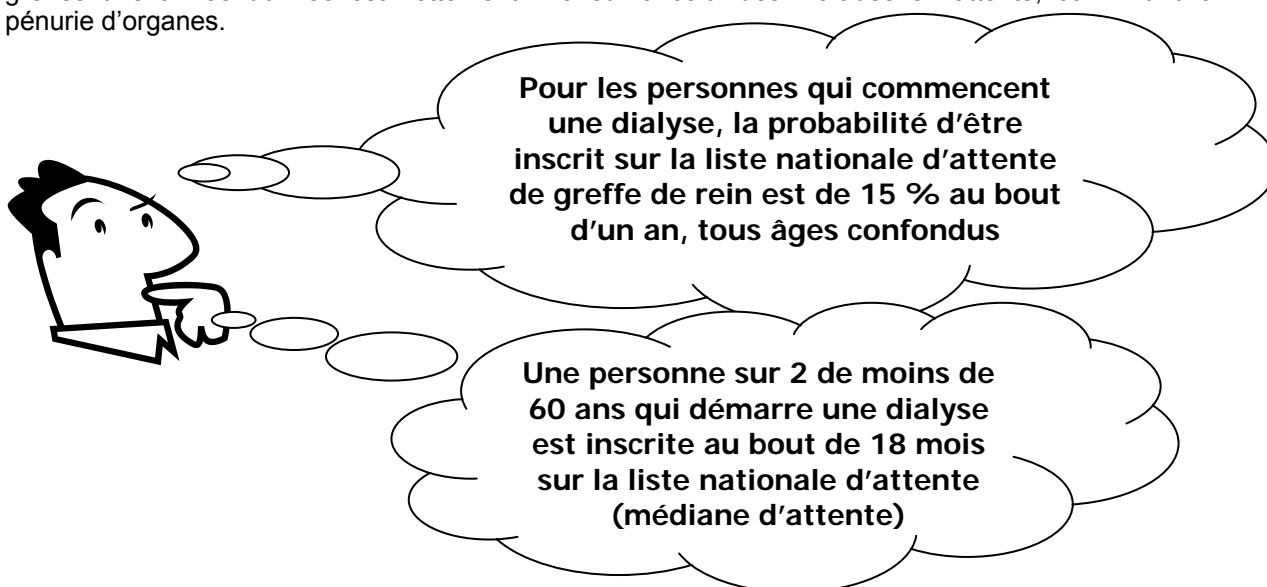 pénurie d'organes.
Pour les personnes qui commencent
une dialyse, la probabilité d'être
inscrit sur la liste nationale d'attente
de greffe de rein est de 15 % au bout
d'un an, tous âges confondus
Une personne sur 2 de moins de
60 ans qui démarre une dialyse
est inscrite au bout de 18 mois
sur la liste nationale d'attente
(médiane d'attente)